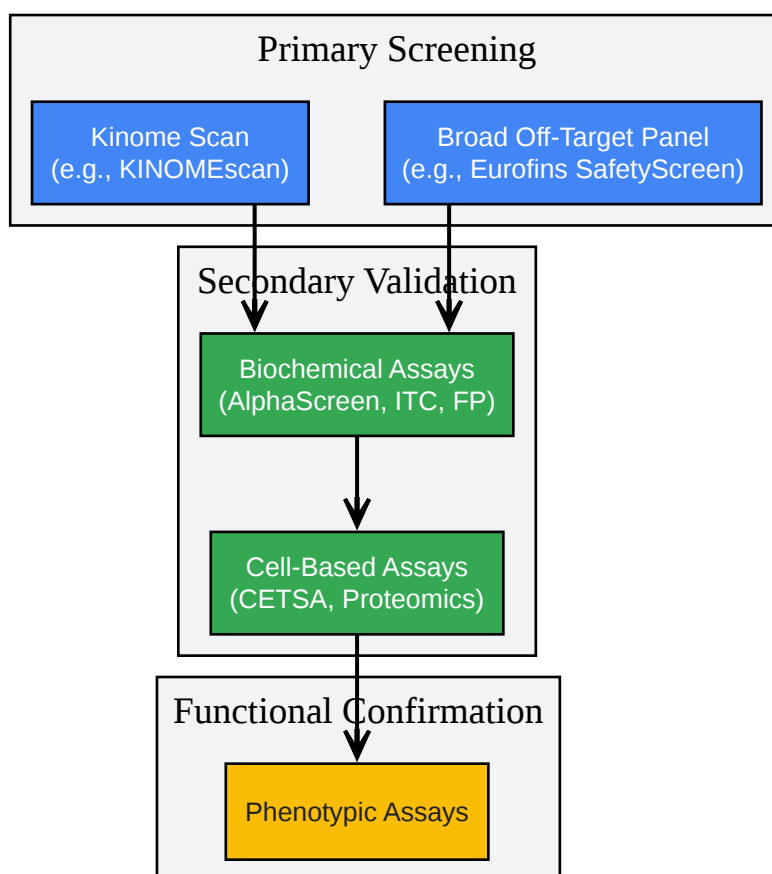 Primary Screening
Kinome Scan
(e.g., KINOMEscan)
Broad Off-Target Panel
(e.g., Eurofins SafetyScreen)
Secondary Validation
Biochemical Assays
(AlphaScreen, ITC, FP)
Cell-Based Assays
(CETSA, Proteomics)
Functional Confirmation
Phenotypic Assays